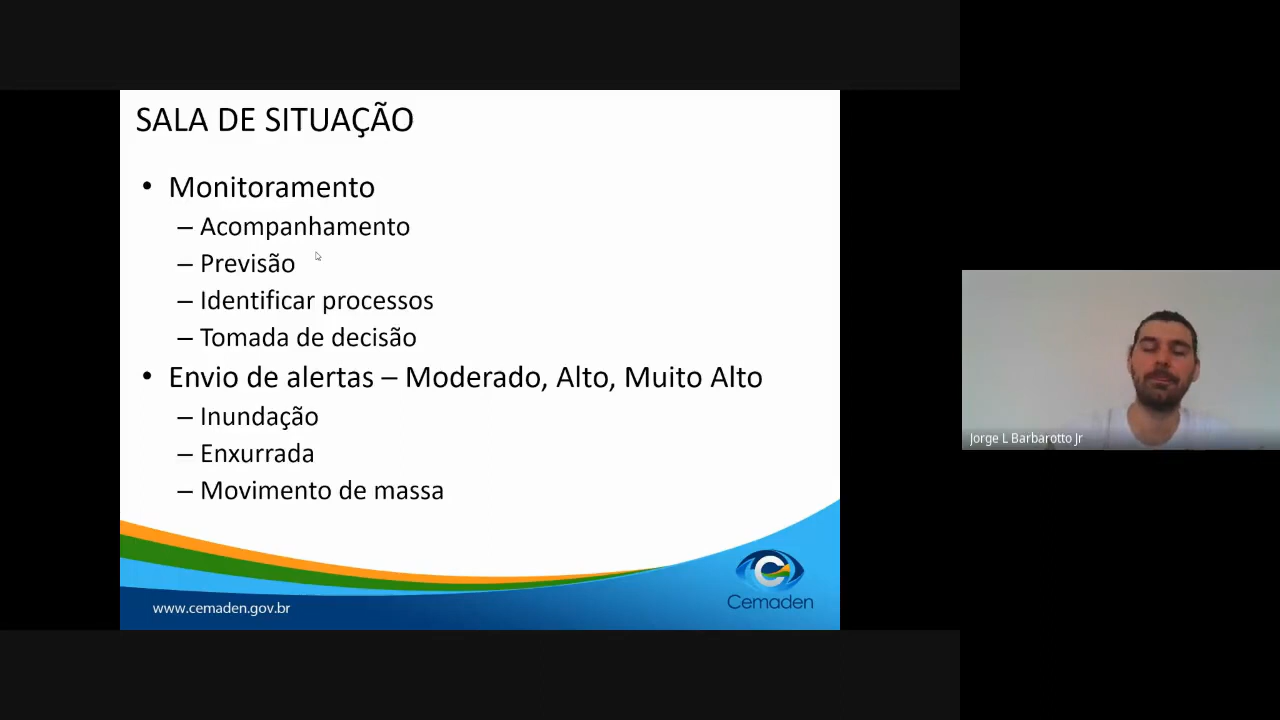 SALA DE SITUAÇÃO
• Monitoramento
– Acompanhamento
– Previsão
– Identificar processos
– Tomada de decisão
• Envio de alertas – Moderado, Alto, Muito Alto
– Inundação
– Enxurrada
– Movimento de massa
www.cemaden.gov.br
Cemaden
Jorge L Barbarotto Jr